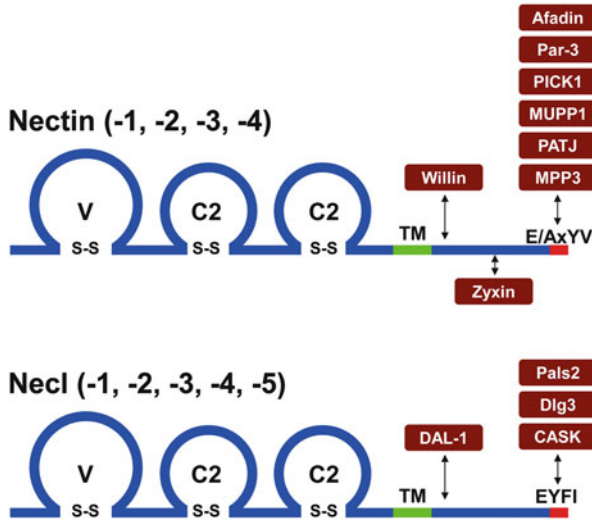 Afadin
Par-3
PICK1
MUPP1
PATJ
MPP3
Nectin (-1, -2, -3, -4)
Willin
V
C2
C2
TM
E/AxYV
S-S
S-S
S-S
Zyxin
Pals2
Dlg3
CASK
Necl (-1, -2, -3, -4, -5)
DAL-1
V
C2
C2
TM
EYFI
S-S
S-S
S-S